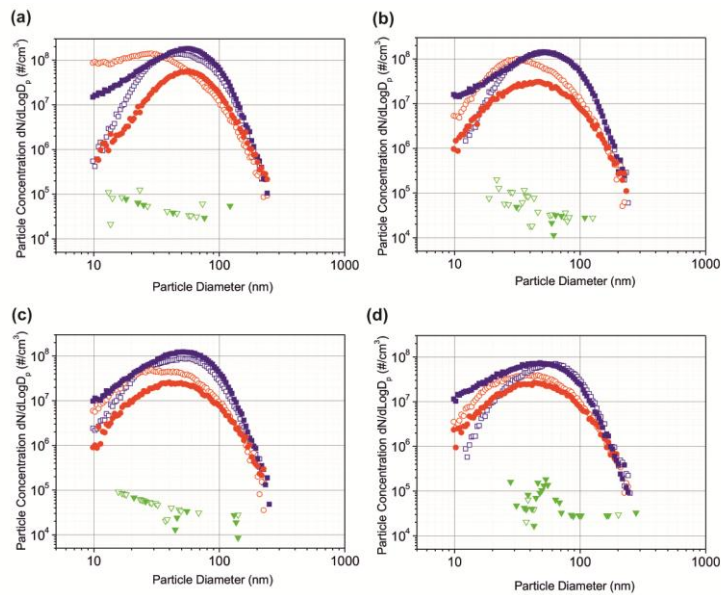 (a)
Particle Concentration dN/dLogDp (#/cm³)
10⁸
10⁷
10⁶
10⁵
10⁴
10
100
1000
Particle Diameter (nm)
(b)
Particle Concentration dN/dLogDp (#/cm³)
10⁸
10⁷
10⁶
10⁵
10⁴
10
100
1000
Particle Diameter (nm)
(c)
Particle Concentration dN/dLogDp (#/cm³)
10⁸
10⁷
10⁶
10⁵
10⁴
10
100
1000
Particle Diameter (nm)
(d)
Particle Concentration dN/dLogDp (#/cm³)
10⁸
10⁷
10⁶
10⁵
10⁴
10
100
1000
Particle Diameter (nm)